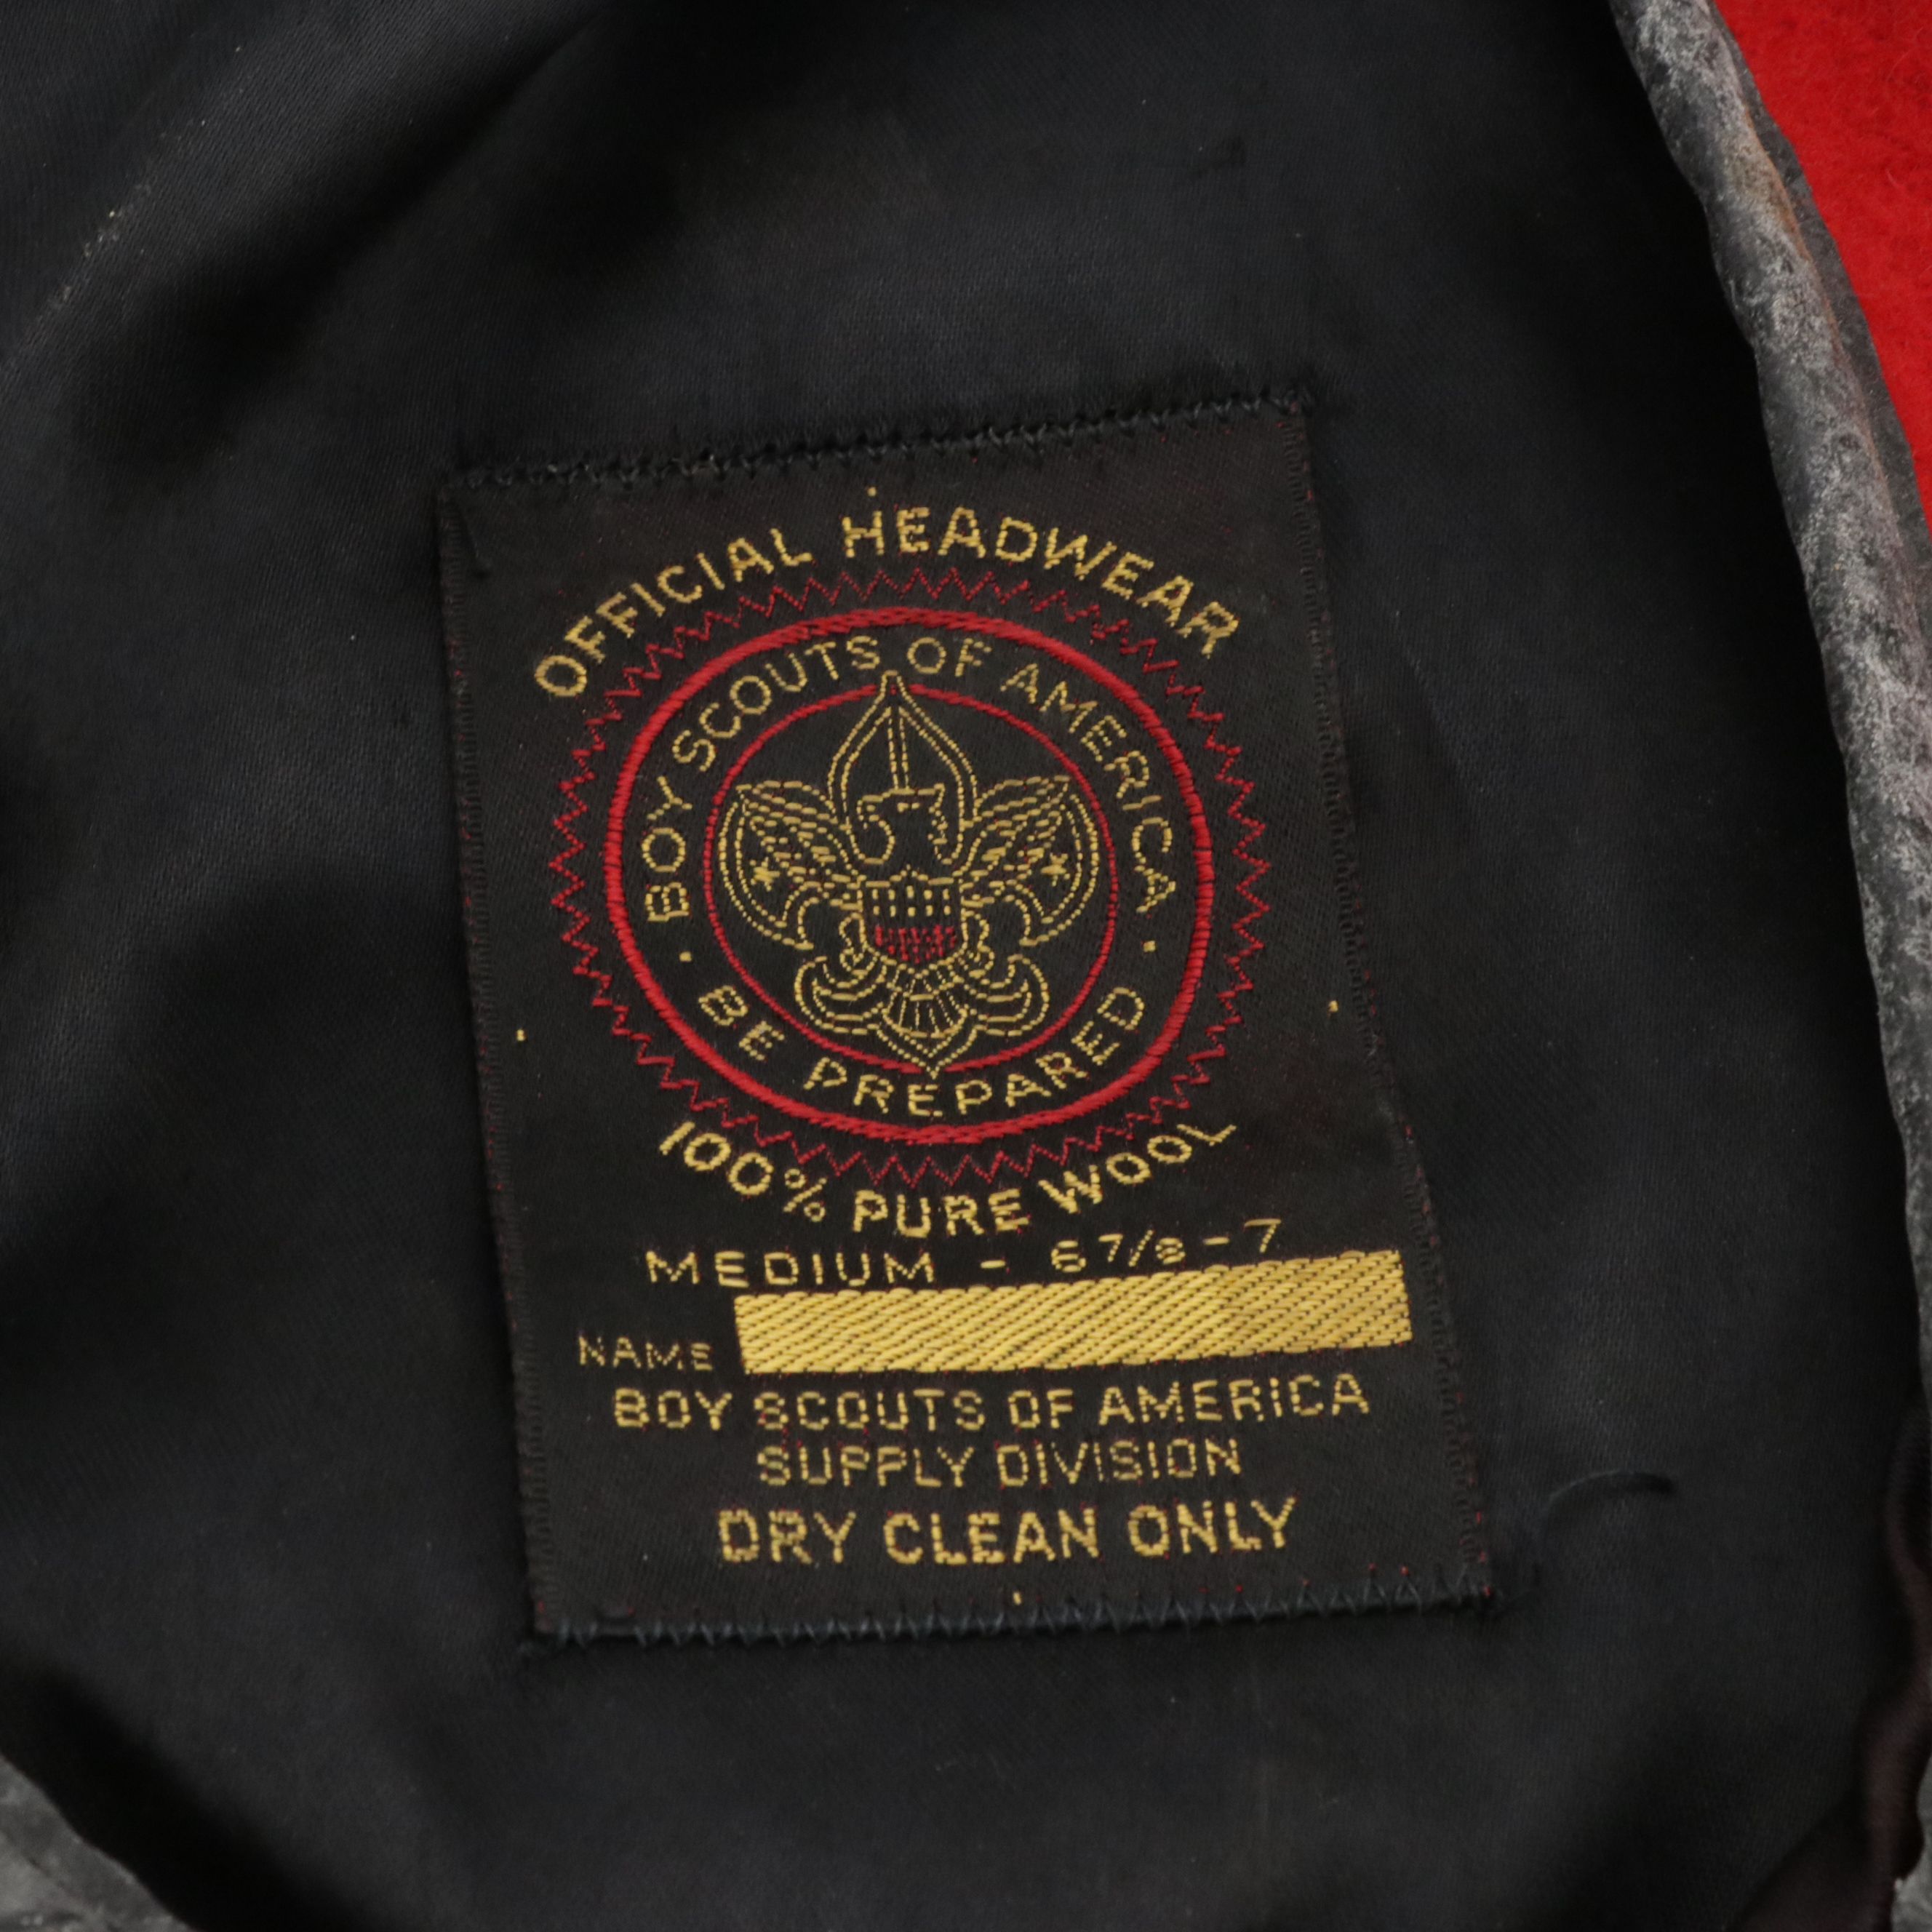 OFFICIAL HEADWEAR
BOY SCOUTS OF AMERICA
· BE PREPARED ·
100% PURE WOOL
MEDIUM - 6 7/8 - 7
NAME
BOY SCOUTS OF AMERICA
SUPPLY DIVISION
DRY CLEAN ONLY